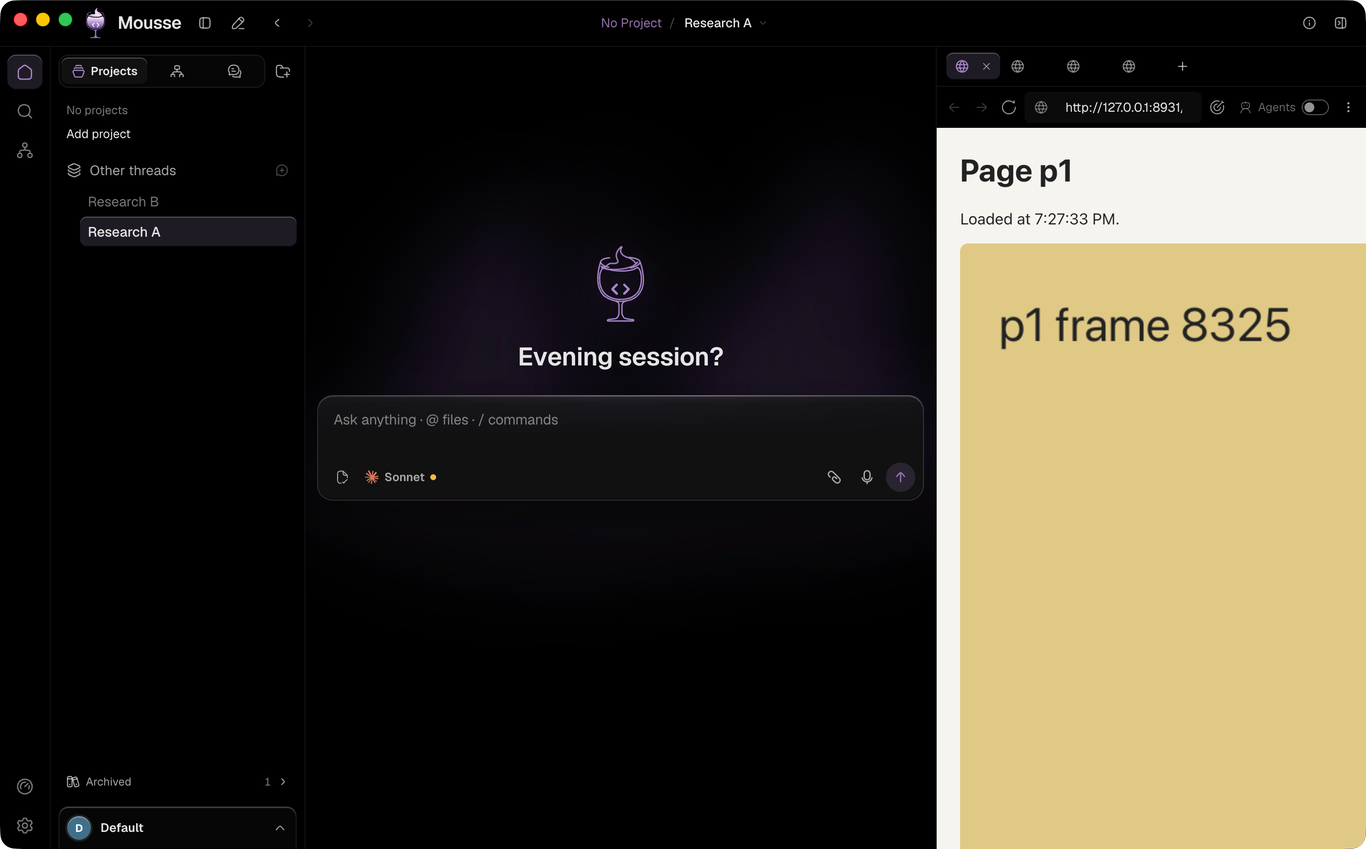 Mousse
No Project / Research A
Projects
No projects
Add project
Other threads
Research B
Research A
Archived 1
D Default
Evening session?
Ask anything · @ files · / commands
Sonnet
http://127.0.0.1:8931,
Agents
Page p1
Loaded at 7:27:33 PM.
p1 frame 8325